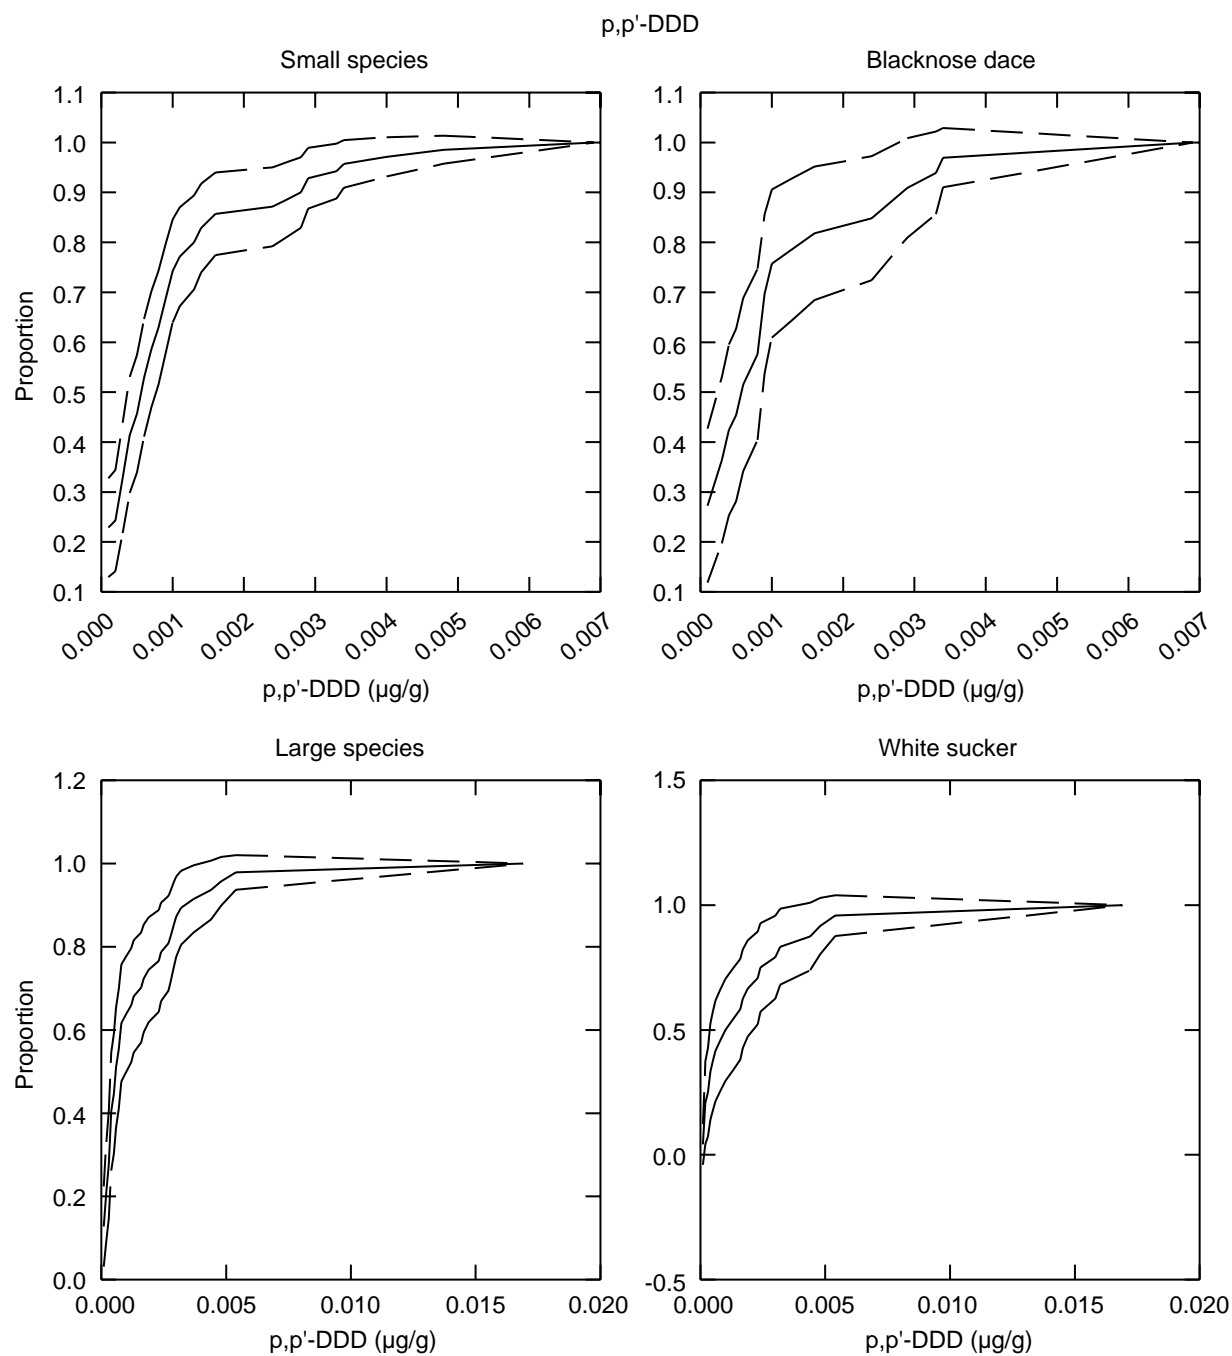 p,p'-DDD
Small species
Blacknose dace
1.1
1.0
0.9
0.8
0.7
0.6
0.5
0.4
0.3
0.2
0.1
Proportion
0.000 0.001 0.002 0.003 0.004 0.005 0.006 0.007
p,p'-DDD (µg/g)
1.1
1.0
0.9
0.8
0.7
0.6
0.5
0.4
0.3
0.2
0.1
0.000 0.001 0.002 0.003 0.004 0.005 0.006 0.007
p,p'-DDD (µg/g)
Large species
White sucker
1.2
1.0
0.8
0.6
0.4
0.2
0.0
Proportion
0.000 0.005 0.010 0.015 0.020
p,p'-DDD (µg/g)
1.5
1.0
0.5
0.0
-0.5
0.000 0.005 0.010 0.015 0.020
p,p'-DDD (µg/g)